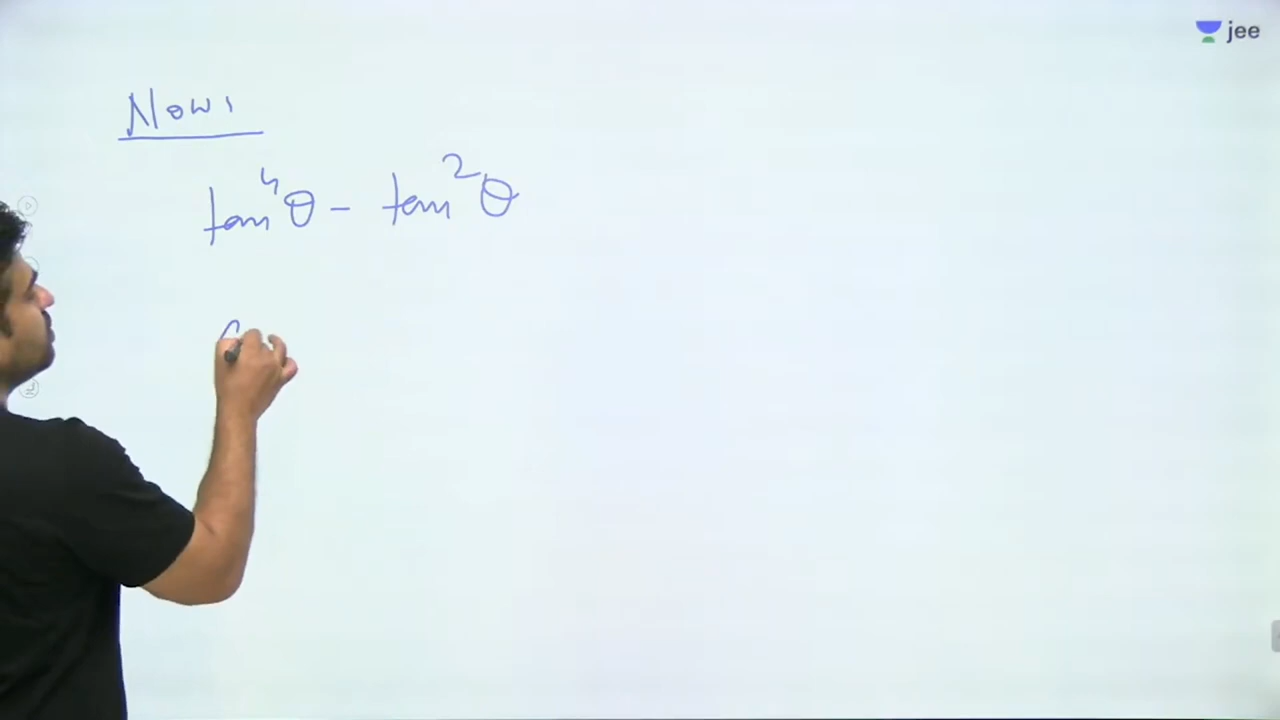 jee
Now,
tan⁴θ - tan²θ